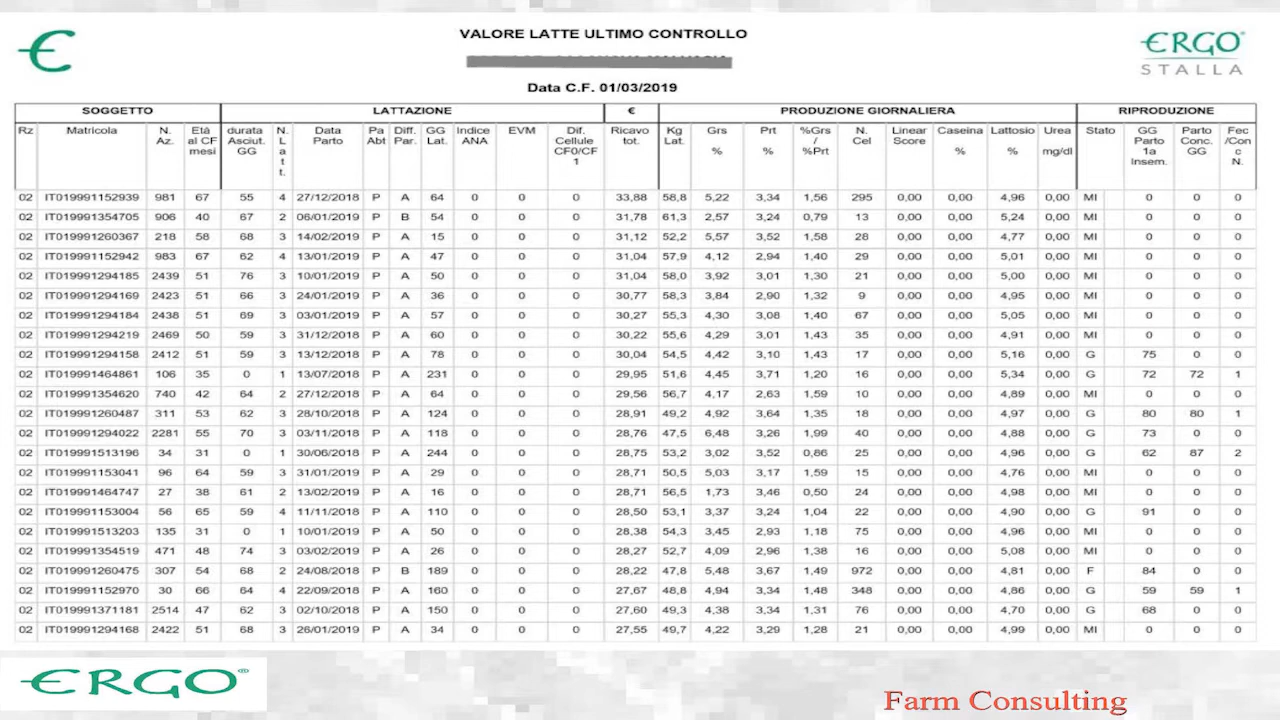 VALORE LATTE ULTIMO CONTROLLO
ERGO®
STALLA
Data C.F. 01/03/2019
SOGGETTO LATTAZIONE € PRODUZIONE GIORNALIERA RIPRODUZIONE
Rz Matricola N. Az. Età al CF mesi durata Asciut. GG N. Lat t. Data Parto Pa Abt Diff. Par. GG Lat. Indice ANA EVM Dif. Cellule CF0/CF 1 Ricavo tot. Kg Lat. Grs % Prt % %Grs / %Prt N. Cel Linear Score Caseina % Lattosio % Urea mg/dl Stato GG Parto 1a Insem. Parto Conc. GG Fec /Con c N.
02 IT019991152939 981 67 55 4 27/12/2018 P A 64 0 0 0 33,88 58,8 5,22 3,34 1,56 295 0,00 0,00 4,96 0,00 MI 0 0 0
02 IT019991354705 906 40 67 2 06/01/2019 P B 54 0 0 0 31,78 61,3 2,57 3,24 0,79 13 0,00 0,00 5,24 0,00 MI 0 0 0
02 IT019991260367 218 58 68 3 14/02/2019 P A 15 0 0 0 31,12 52,2 5,57 3,52 1,58 28 0,00 0,00 4,77 0,00 MI 0 0 0
02 IT019991152942 983 67 62 4 13/01/2019 P A 47 0 0 0 31,04 57,9 4,12 2,94 1,40 29 0,00 0,00 5,01 0,00 MI 0 0 0
02 IT019991294185 2439 51 76 3 10/01/2019 P A 50 0 0 0 31,04 58,0 3,92 3,01 1,30 21 0,00 0,00 5,00 0,00 MI 0 0 0
02 IT019991294169 2423 51 66 3 24/01/2019 P A 36 0 0 0 30,77 58,3 3,84 2,90 1,32 9 0,00 0,00 4,95 0,00 MI 0 0 0
02 IT019991294184 2438 51 69 3 03/01/2019 P A 57 0 0 0 30,27 55,3 4,30 3,08 1,40 67 0,00 0,00 5,05 0,00 MI 0 0 0
02 IT019991294219 2469 50 59 3 31/12/2018 P A 60 0 0 0 30,22 55,6 4,29 3,01 1,43 35 0,00 0,00 4,91 0,00 MI 0 0 0
02 IT019991294158 2412 51 59 3 13/12/2018 P A 78 0 0 0 30,04 54,5 4,42 3,10 1,43 17 0,00 0,00 5,16 0,00 G 75 0 0
02 IT019991464861 106 35 0 1 13/07/2018 P A 231 0 0 0 29,95 51,6 4,45 3,71 1,20 16 0,00 0,00 5,34 0,00 G 72 72 1
02 IT019991354620 740 42 64 2 27/12/2018 P A 64 0 0 0 29,56 56,7 4,17 2,63 1,59 10 0,00 0,00 4,89 0,00 MI 0 0 0
02 IT019991260487 311 53 62 3 28/10/2018 P A 124 0 0 0 28,91 49,2 4,92 3,64 1,35 18 0,00 0,00 4,97 0,00 G 80 80 1
02 IT019991294022 2281 55 70 3 03/11/2018 P A 118 0 0 0 28,76 47,5 6,48 3,26 1,99 40 0,00 0,00 4,88 0,00 G 73 0 0
02 IT019991513196 34 31 0 1 30/06/2018 P A 244 0 0 0 28,75 53,2 3,02 3,52 0,86 25 0,00 0,00 4,96 0,00 G 62 87 2
02 IT019991153041 96 64 59 3 31/01/2019 P A 29 0 0 0 28,71 50,5 5,03 3,17 1,59 15 0,00 0,00 4,76 0,00 MI 0 0 0
02 IT019991464747 27 38 61 2 13/02/2019 P A 16 0 0 0 28,71 56,5 1,73 3,46 0,50 24 0,00 0,00 4,98 0,00 MI 0 0 0
02 IT019991153004 56 65 59 4 11/11/2018 P A 110 0 0 0 28,50 53,1 3,37 3,24 1,04 22 0,00 0,00 4,90 0,00 G 91 0 0
02 IT019991513203 135 31 0 1 10/01/2019 P A 50 0 0 0 28,38 54,3 3,45 2,93 1,18 75 0,00 0,00 4,96 0,00 MI 0 0 0
02 IT019991354519 471 48 74 3 03/02/2019 P A 26 0 0 0 28,27 52,7 4,09 2,96 1,38 16 0,00 0,00 5,08 0,00 MI 0 0 0
02 IT019991260475 307 54 68 2 24/08/2018 P B 189 0 0 0 28,22 47,8 5,48 3,67 1,49 972 0,00 0,00 4,81 0,00 F 84 0 0
02 IT019991152970 30 66 64 4 22/09/2018 P A 160 0 0 0 27,67 48,8 4,94 3,34 1,48 348 0,00 0,00 4,86 0,00 G 59 59 1
02 IT019991371181 2514 47 62 3 02/10/2018 P A 150 0 0 0 27,60 49,3 4,38 3,34 1,31 76 0,00 0,00 4,70 0,00 G 68 0 0
02 IT019991294168 2422 51 68 3 26/01/2019 P A 34 0 0 0 27,55 49,7 4,22 3,29 1,28 21 0,00 0,00 4,99 0,00 MI 0 0 0
ERGO®
Farm Consulting